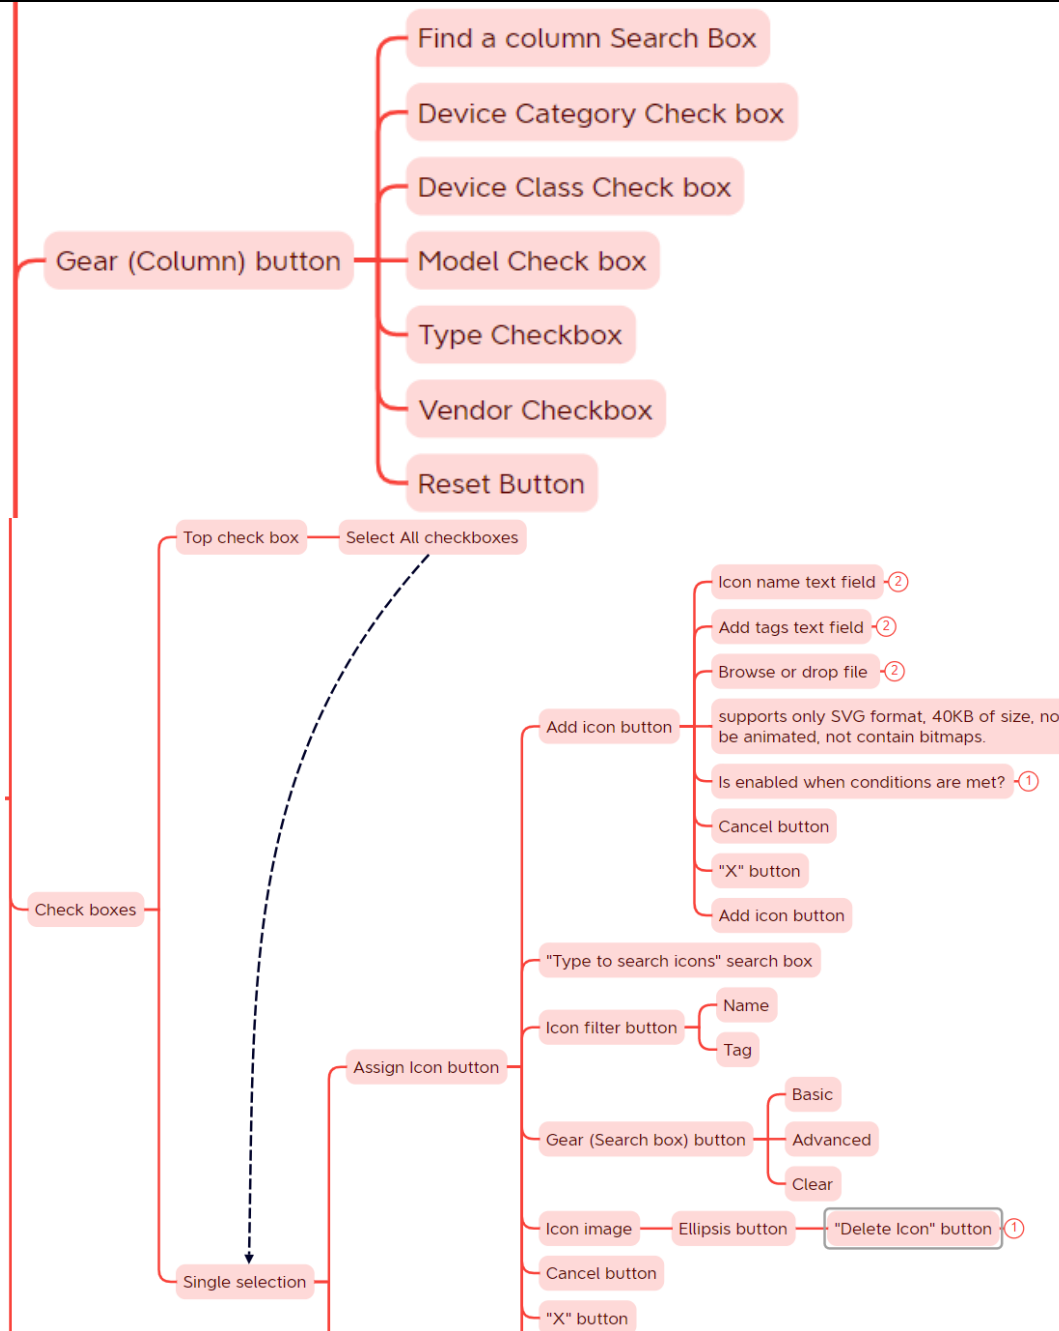 Find a column Search Box
Device Category Check box
Device Class Check box
Gear (Column) button
Model Check box
Type Checkbox
Vendor Checkbox
Reset Button
Top check box
Select All checkboxes
Icon name text field
2
Add tags text field
2
Browse or drop file
2
Add icon button
supports only SVG format, 40KB of size, no
be animated, not contain bitmaps.
Is enabled when conditions are met?
1
Cancel button
"X" button
Add icon button
Check boxes
"Type to search icons" search box
Icon filter button
Name
Tag
Assign Icon button
Gear (Search box) button
Basic
Advanced
Clear
Icon image
Ellipsis button
"Delete Icon" button
1
Single selection
Cancel button
"X" button